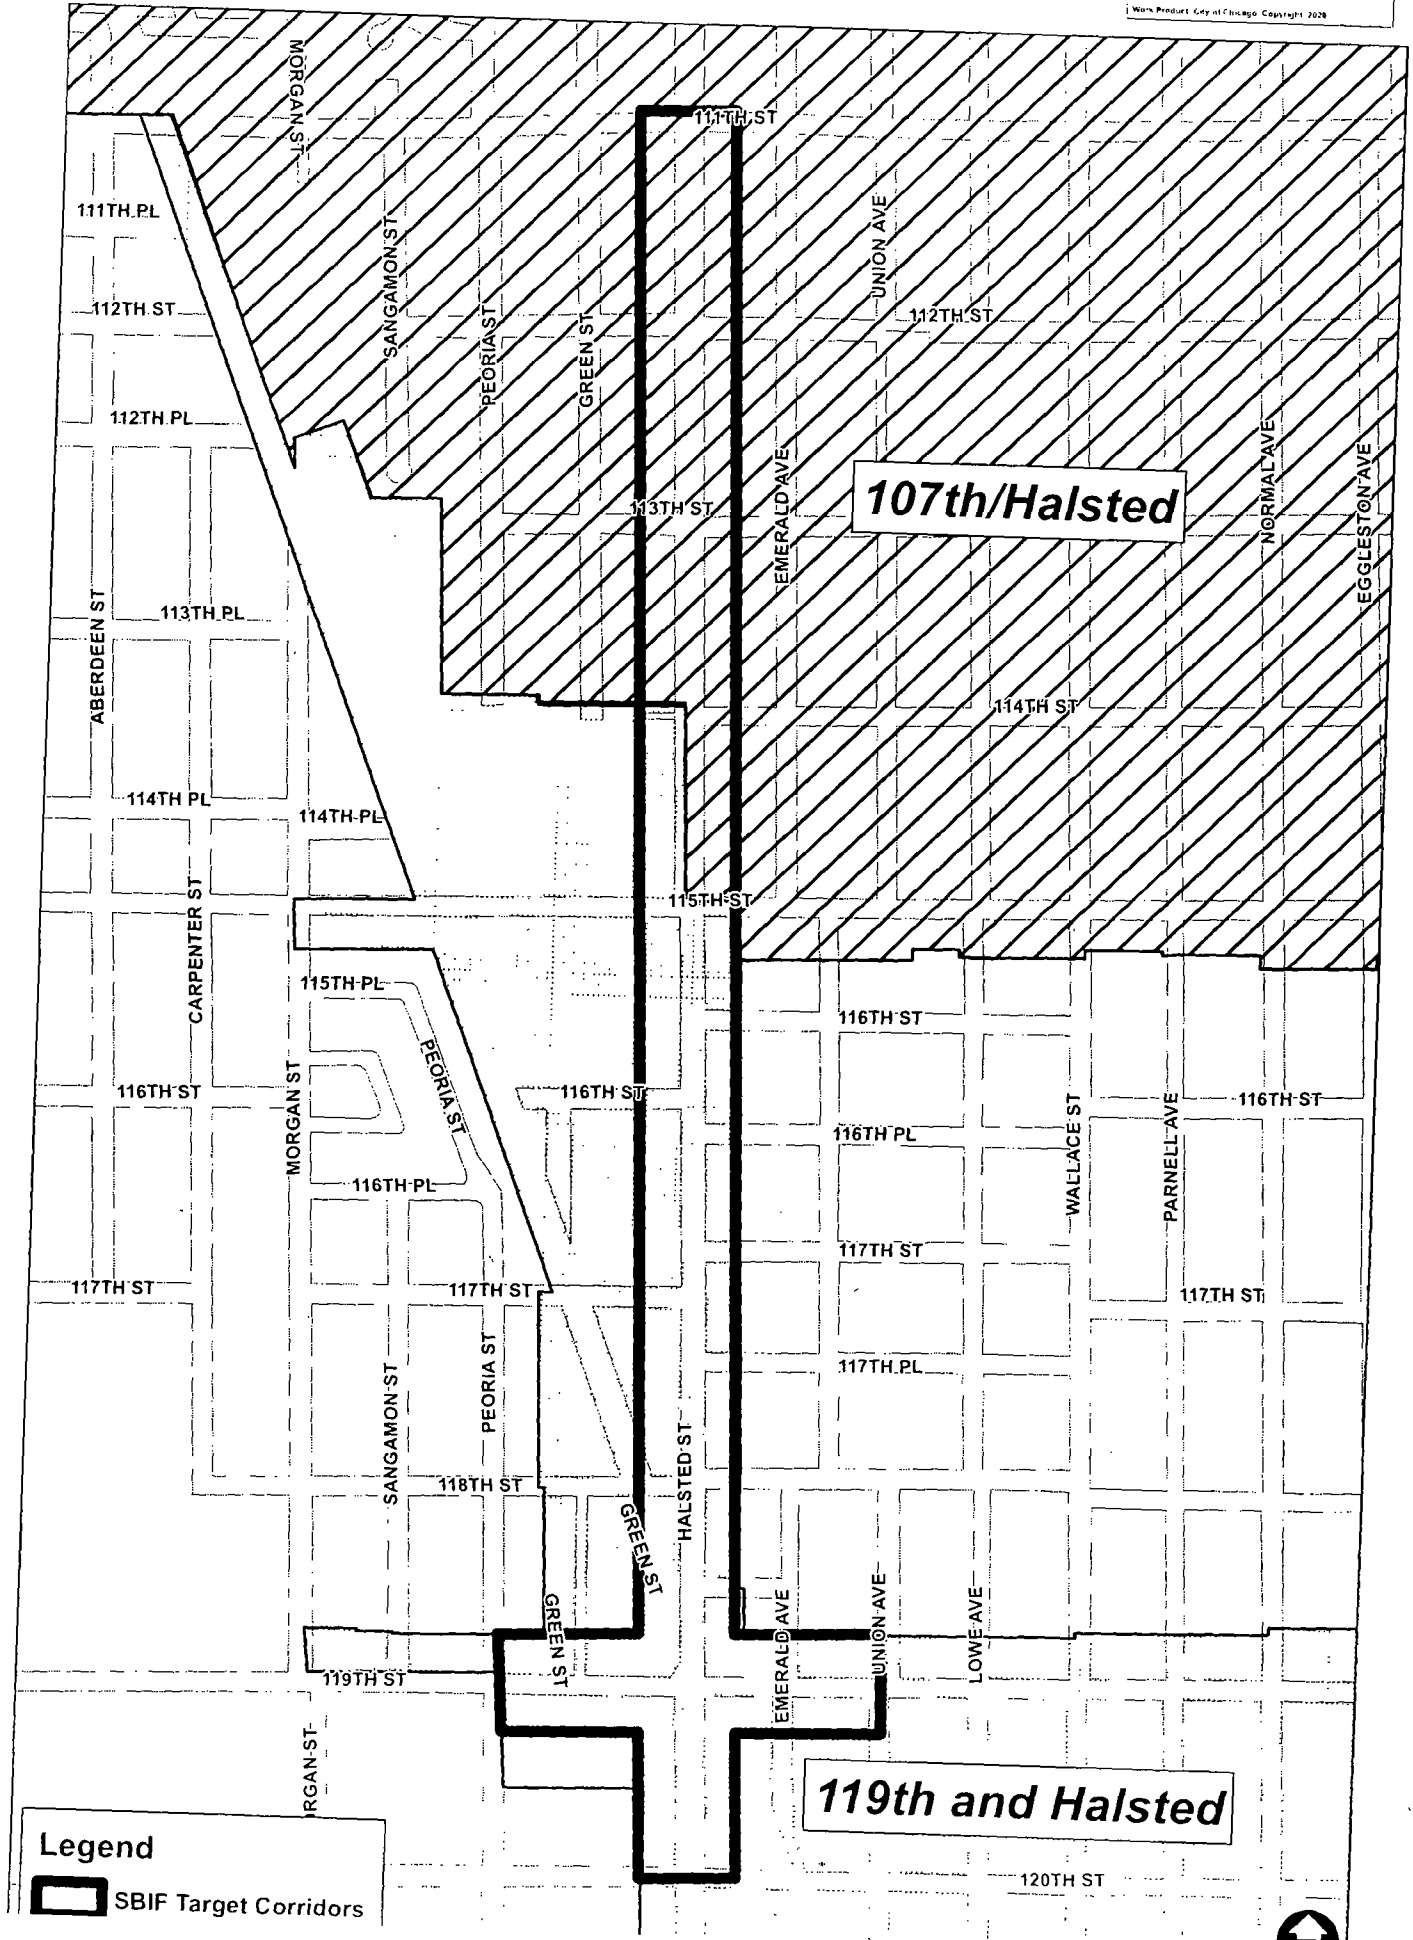 Work Product City of Chicago Copyright 2020
MORGAN ST
111TH ST
111TH PL
SANGAMON ST
UNION AVE
112TH ST
PEORIA ST
GREEN ST
112TH ST
112TH PL
EMERALD AVE
107th/Halsted
NORMAL AVE
EGGLESTON AVE
113TH ST
ABERDEEN ST
113TH PL
114TH ST
114TH PL
114TH PL
CARPENTER ST
115TH ST
115TH PL
116TH ST
PEORIA ST
MORGAN ST
116TH ST
116TH ST
WALLACE ST
PARNELL AVE
116TH ST
116TH PL
116TH PL
117TH ST
117TH ST
117TH ST
117TH ST
PEORIA ST
SANGAMON ST
117TH PL
HALSTED ST
118TH ST
GREEN ST
GREEN ST
EMERALD AVE
UNION AVE
LOWE AVE
119TH ST
RGAN ST
119th and Halsted
Legend
SBIF Target Corridors
120TH ST